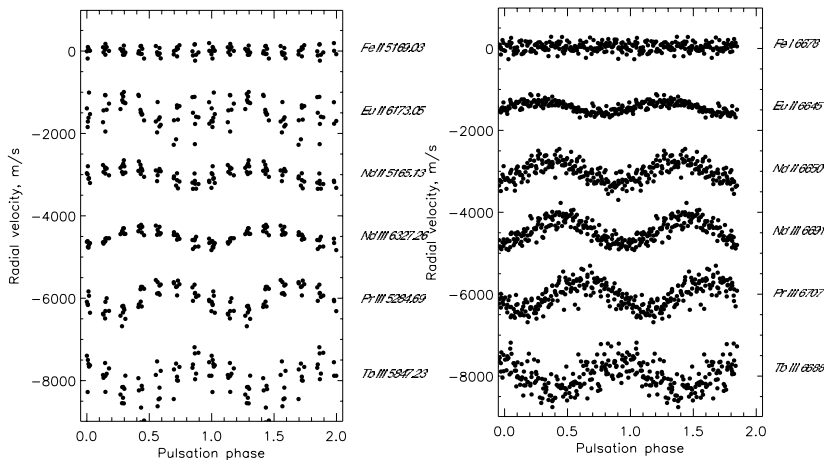 0
-2000
-4000
-6000
-8000
Radial velocity, m/s
0.0 0.5 1.0 1.5 2.0
Pulsation phase
Fe II 5169.03
Eu II 6173.05
Nd II 5165.13
Nd III 6327.26
Pr III 5284.69
Tb III 5847.23
0
-2000
-4000
-6000
-8000
Radial velocity, m/s
0.0 0.5 1.0 1.5 2.0
Pulsation phase
Fe I 6678
Eu II 6645
Nd II 6650
Nd III 6691
Pr III 6707
Tb III 6686